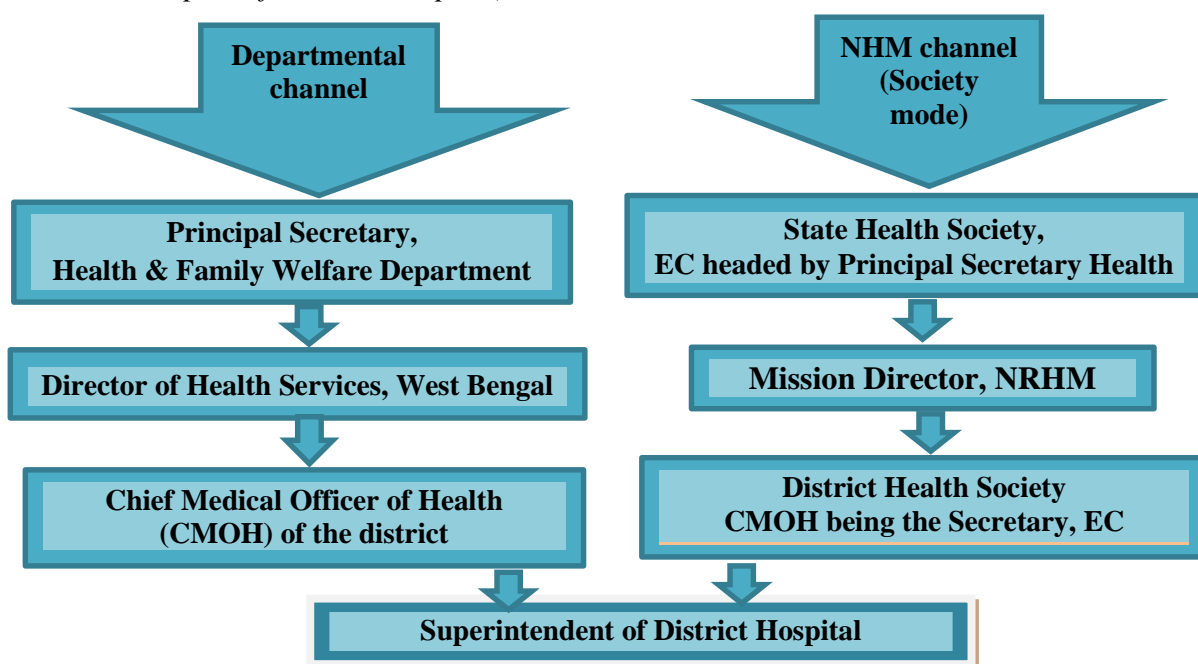 Departmental
channel
Principal Secretary,
Health & Family Welfare Department
Director of Health Services, West Bengal
Chief Medical Officer of Health
(CMOH) of the district
NHM channel
(Society
mode)
State Health Society,
EC headed by Principal Secretary Health
Mission Director, NRHM
District Health Society
CMOH being the Secretary, EC
Superintendent of District Hospital